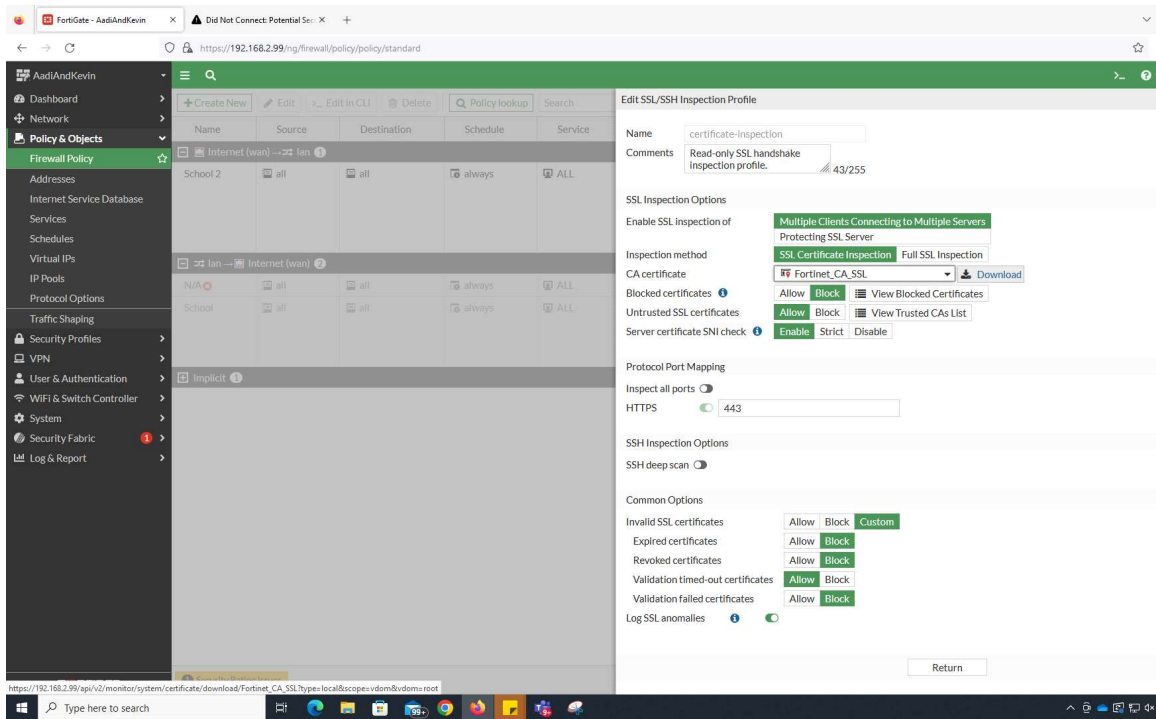 FortiGate - AadiAndKevin
Did Not Connect: Potential Sec
https://192.168.2.99/ng/firewall/policy/policy/standard
AadiAndKevin
Dashboard
Network
Policy & Objects
Firewall Policy
Addresses
Internet Service Database
Services
Schedules
Virtual IPs
IP Pools
Protocol Options
Traffic Shaping
Security Profiles
VPN
User & Authentication
WiFi & Switch Controller
System
Security Fabric 1
Log & Report
Create New Edit Edit in CLI Delete Policy lookup Search
Name Source Destination Schedule Service
Internet (wan) → lan 1
School 2 all all always ALL
lan → Internet (wan) 2
N/A all all always ALL
School all all always ALL
Implicit 1
Edit SSL/SSH Inspection Profile
Name certificate-inspection
Comments Read-only SSL handshake
inspection profile. 43/255
SSL Inspection Options
Enable SSL inspection of Multiple Clients Connecting to Multiple Servers
Protecting SSL Server
Inspection method SSL Certificate Inspection Full SSL Inspection
CA certificate Fortinet_CA_SSL Download
Blocked certificates Allow Block View Blocked Certificates
Untrusted SSL certificates Allow Block View Trusted CAs List
Server certificate SNI check Enable Strict Disable
Protocol Port Mapping
Inspect all ports
HTTPS 443
SSH Inspection Options
SSH deep scan
Common Options
Invalid SSL certificates Allow Block Custom
Expired certificates Allow Block
Revoked certificates Allow Block
Validation timed-out certificates Allow Block
Validation failed certificates Allow Block
Log SSL anomalies
Return
https://192.168.2.99/api/v2/monitor/system/certificate/download/Fortinet_CA_SSL?type=local&scope=vdom&vdom=root
Type here to search
99+
9+